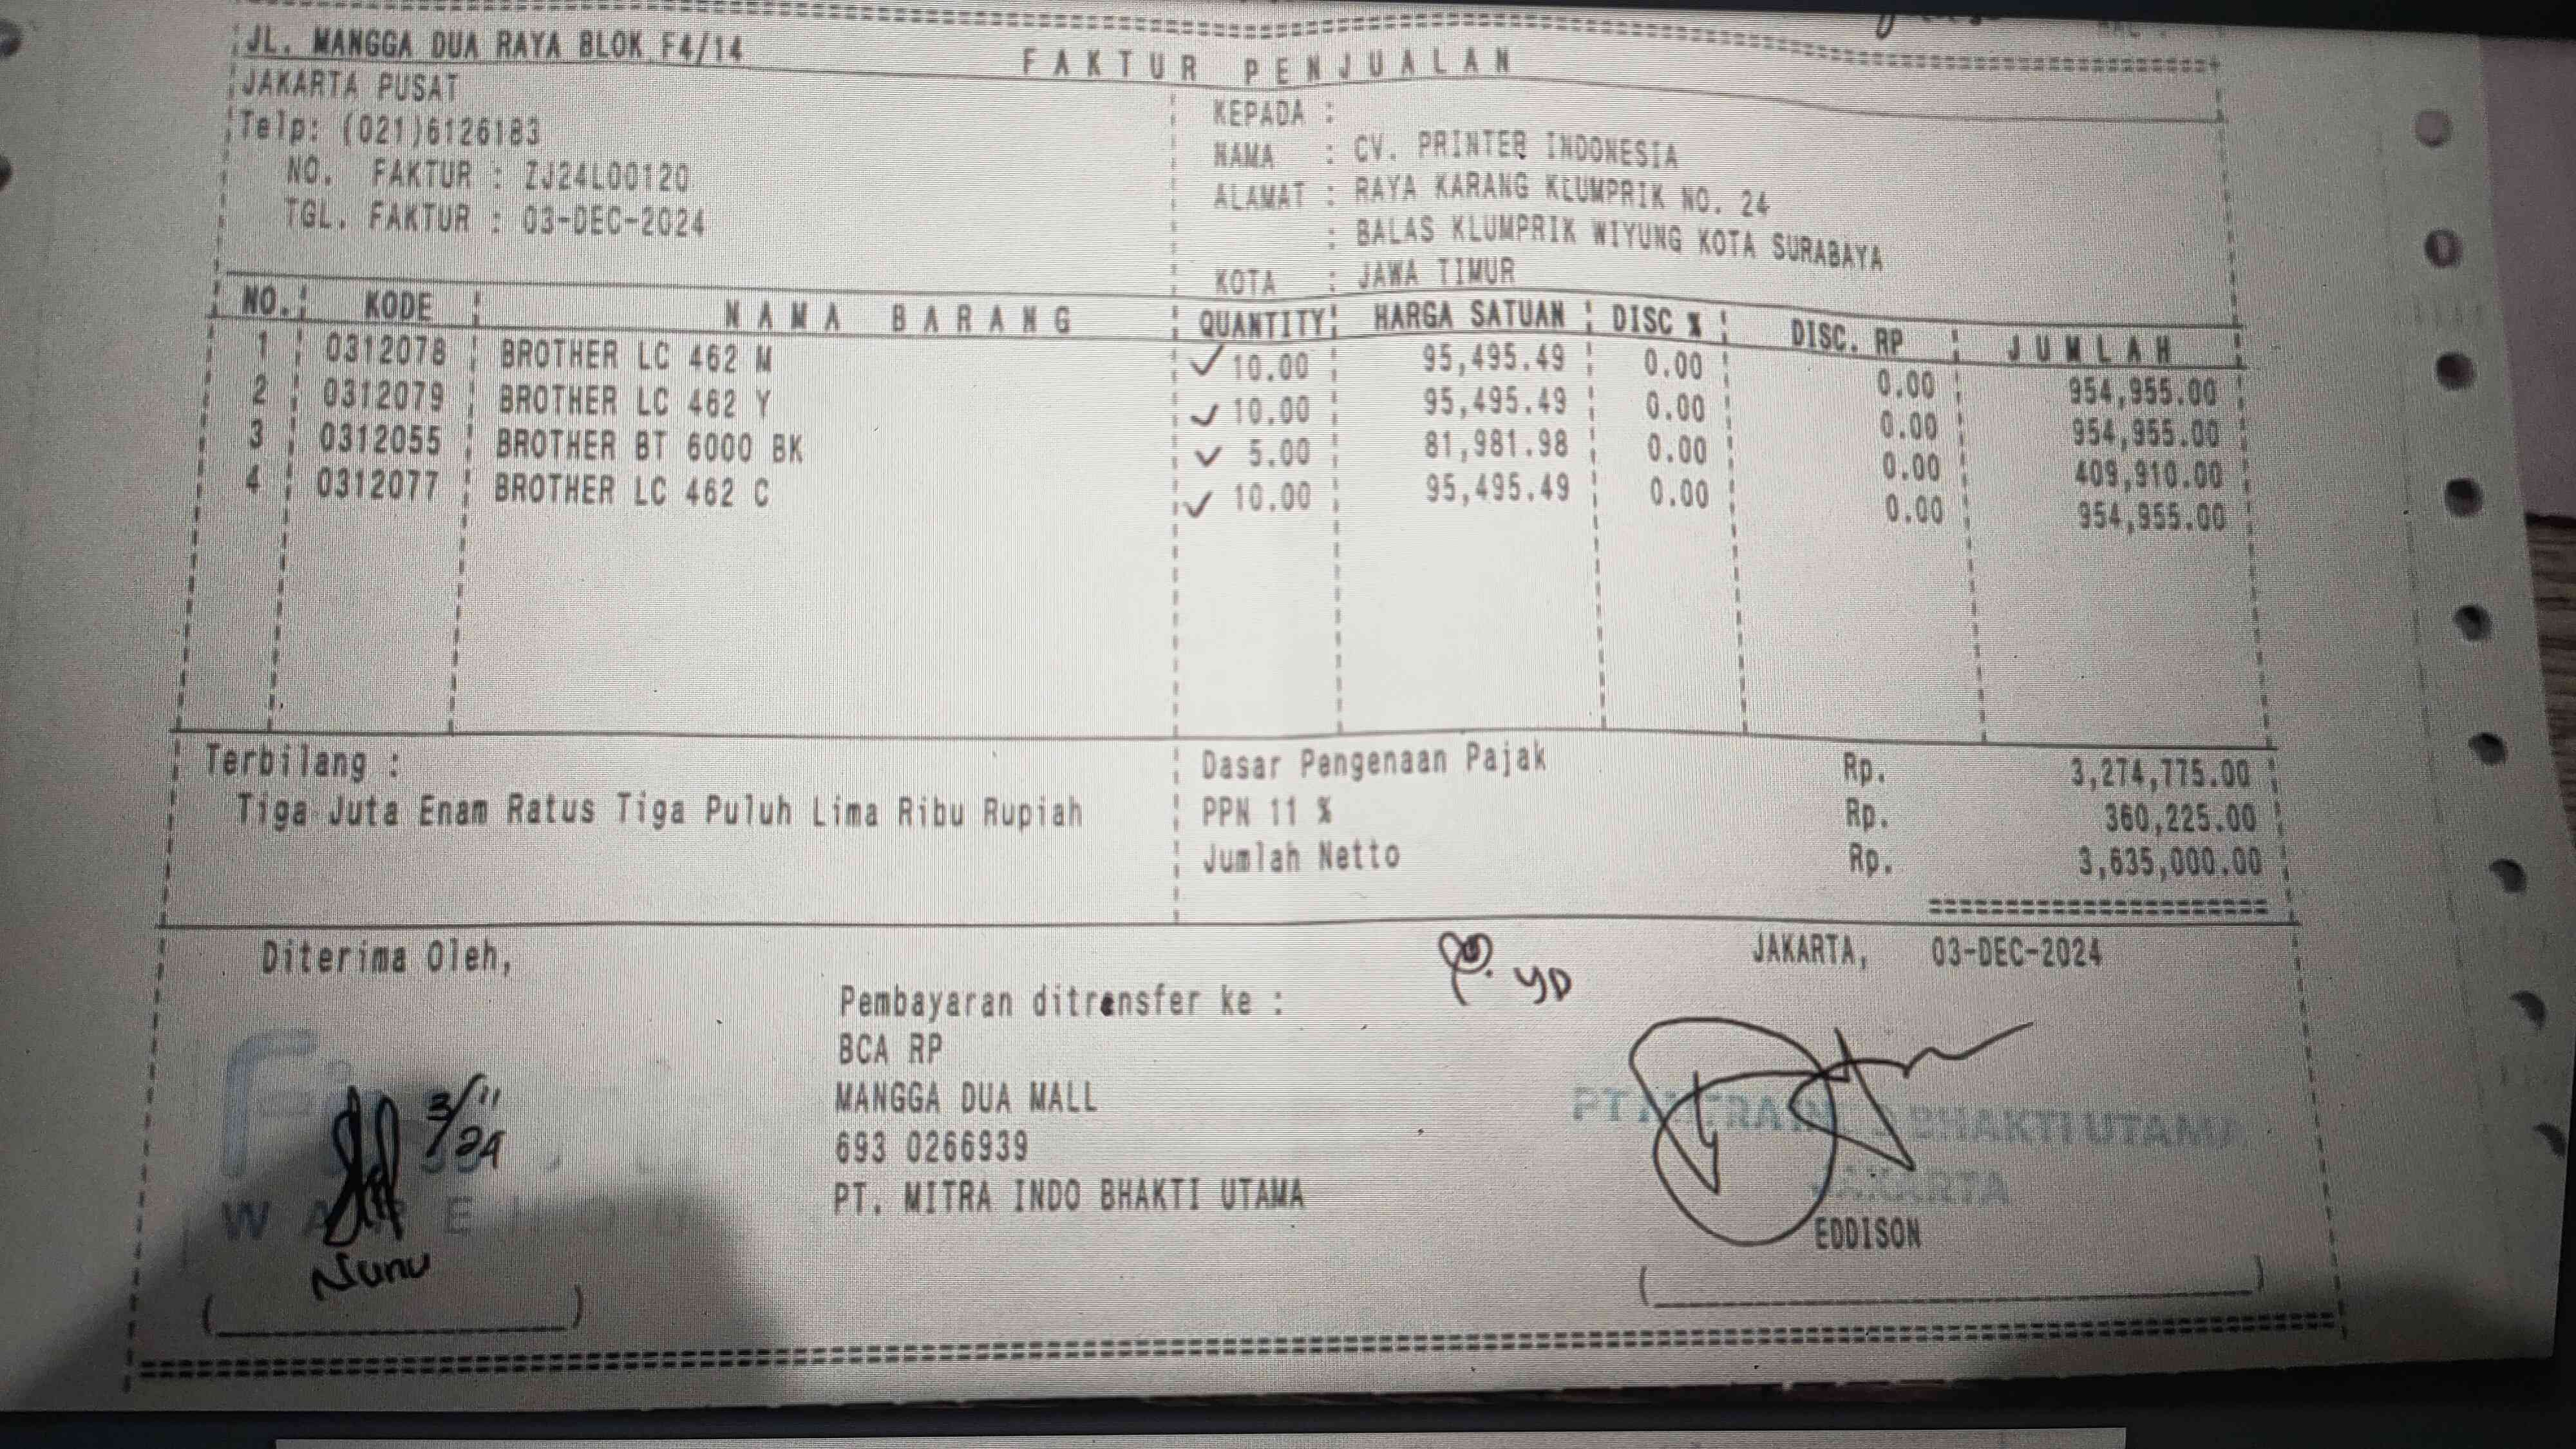 JL. MANGGA DUA RAYA BLOK F4/14
FAKTUR PENJUALAN
JAKARTA PUSAT
Telp: (021)6126183
NO. FAKTUR : ZJ24L00120
TGL. FAKTUR : 03-DEC-2024
KEPADA :
NAMA : CV. PRINTER INDONESIA
ALAMAT : RAYA KARANG KLUMPRIK NO. 24
: BALAS KLUMPRIK WIYUNG KOTA SURABAYA
KOTA : JAWA TIMUR
NO. KODE NAMA BARANG QUANTITY HARGA SATUAN DISC % DISC. RP JUMLAH
1 0312078 BROTHER LC 462 M 10.00 95,495.49 0.00 0.00 954,955.00
2 0312079 BROTHER LC 462 Y 10.00 95,495.49 0.00 0.00 954,955.00
3 0312055 BROTHER BT 6000 BK 5.00 81,981.98 0.00 0.00 409,910.00
4 0312077 BROTHER LC 462 C 10.00 95,495.49 0.00 0.00 954,955.00
Terbilang :
Tiga Juta Enam Ratus Tiga Puluh Lima Ribu Rupiah
Dasar Pengenaan Pajak Rp. 3,274,775.00
PPN 11 % Rp. 360,225.00
Jumlah Netto Rp. 3,635,000.00
Diterima Oleh,
YD
JAKARTA, 03-DEC-2024
Pembayaran ditransfer ke :
BCA RP
MANGGA DUA MALL
693 0266939
PT. MITRA INDO BHAKTI UTAMA
3/11
/24
Nunu
BHAKTI UTAMA
JAKARTA
EDDISON